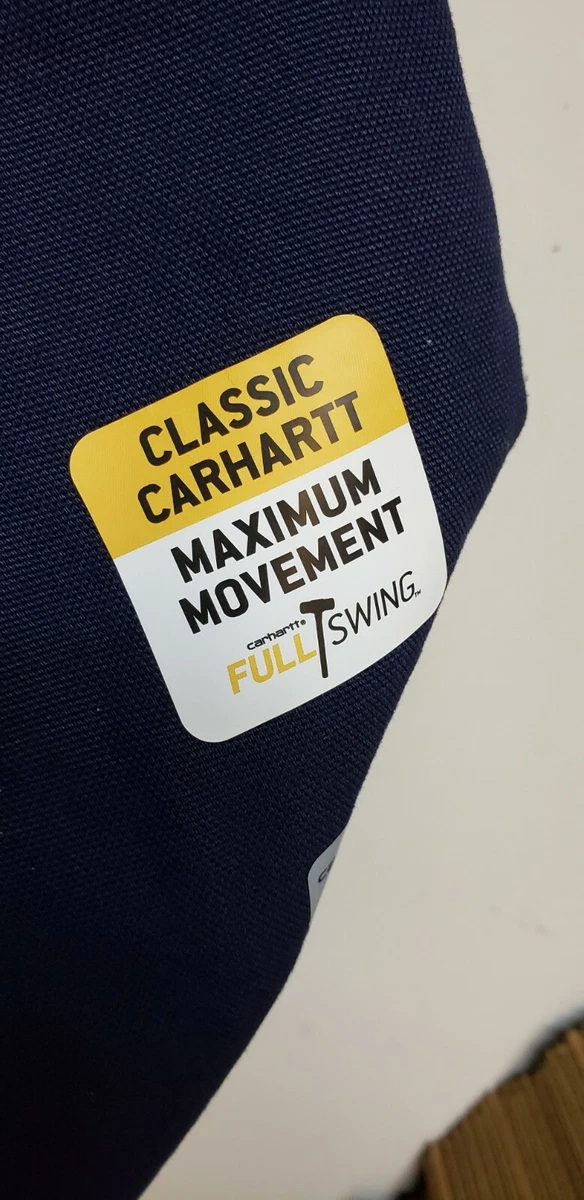 CLASSIC
CARHARTT
MAXIMUM
MOVEMENT
carhartt®
FULL SWING™